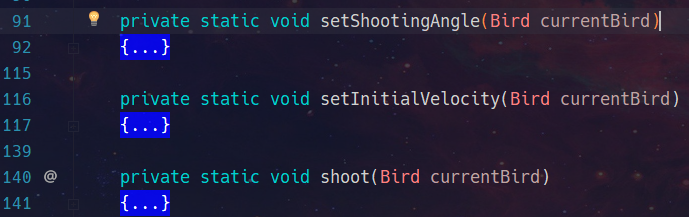 91 private static void setShootingAngle(Bird currentBird)
92 {...}
115
116 private static void setInitialVelocity(Bird currentBird)
117 {...}
139
140 @ private static void shoot(Bird currentBird)
141 {...}